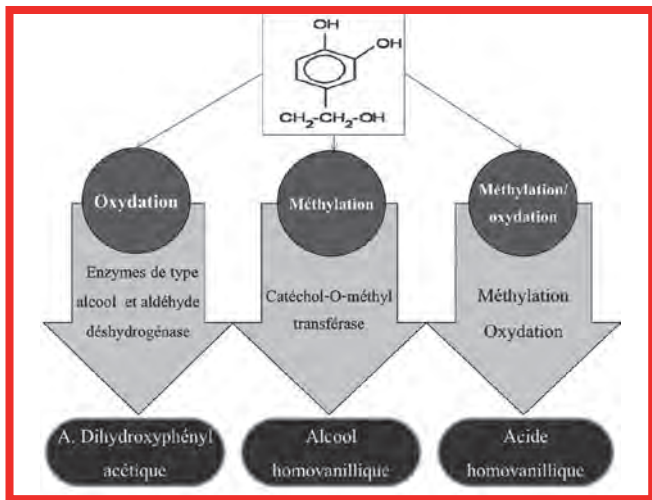 OH
OH
CH2-CH2-OH
Oxydation
Méthylation
Méthylation/
oxydation
Enzymes de type
alcool et aldéhyde
déshydrogénase
Catéchol-O-méthyl
transférase
Méthylation
Oxydation
A. Dihydroxyphényl
acétique
Alcool
homovanillique
Acide
homovanillique